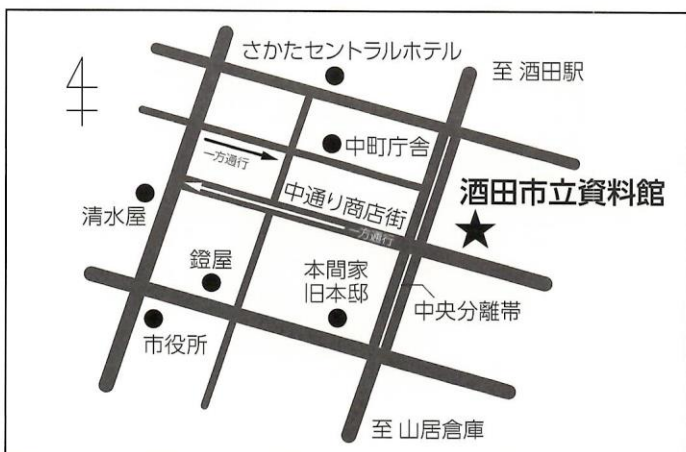 さかたセントラルホテル
至 酒田駅
中町庁舎
一方通行
酒田市立資料館
中通り商店街
清水屋
一方通行
鐙屋
本間家
旧本邸
中央分離帯
市役所
至 山居倉庫